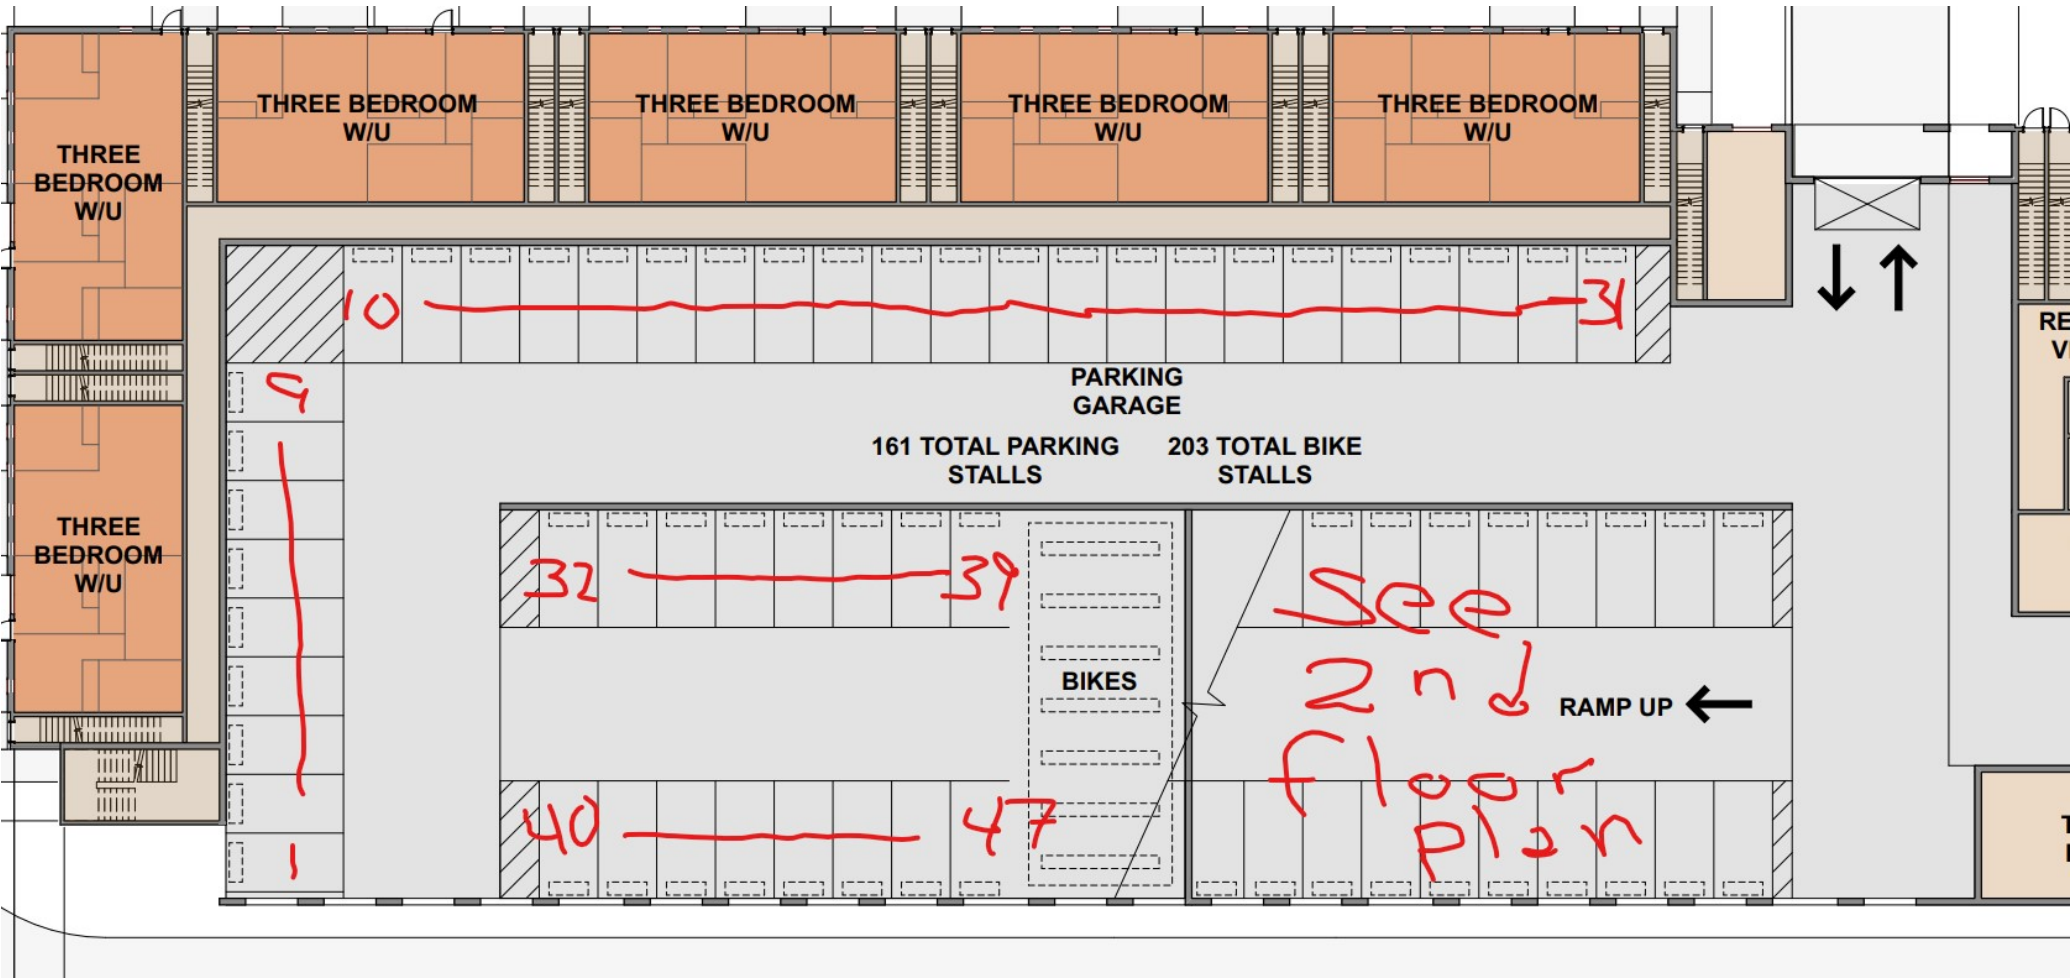 THREE BEDROOM
W/U
THREE BEDROOM
W/U
THREE BEDROOM
W/U
THREE BEDROOM
W/U
THREE
BEDROOM
W/U
RE
V
10
31
PARKING
GARAGE
9
161 TOTAL PARKING
STALLS
203 TOTAL BIKE
STALLS
THREE
BEDROOM
W/U
32
39
See
2nd
floor
plan
BIKES
RAMP UP
40
47
1